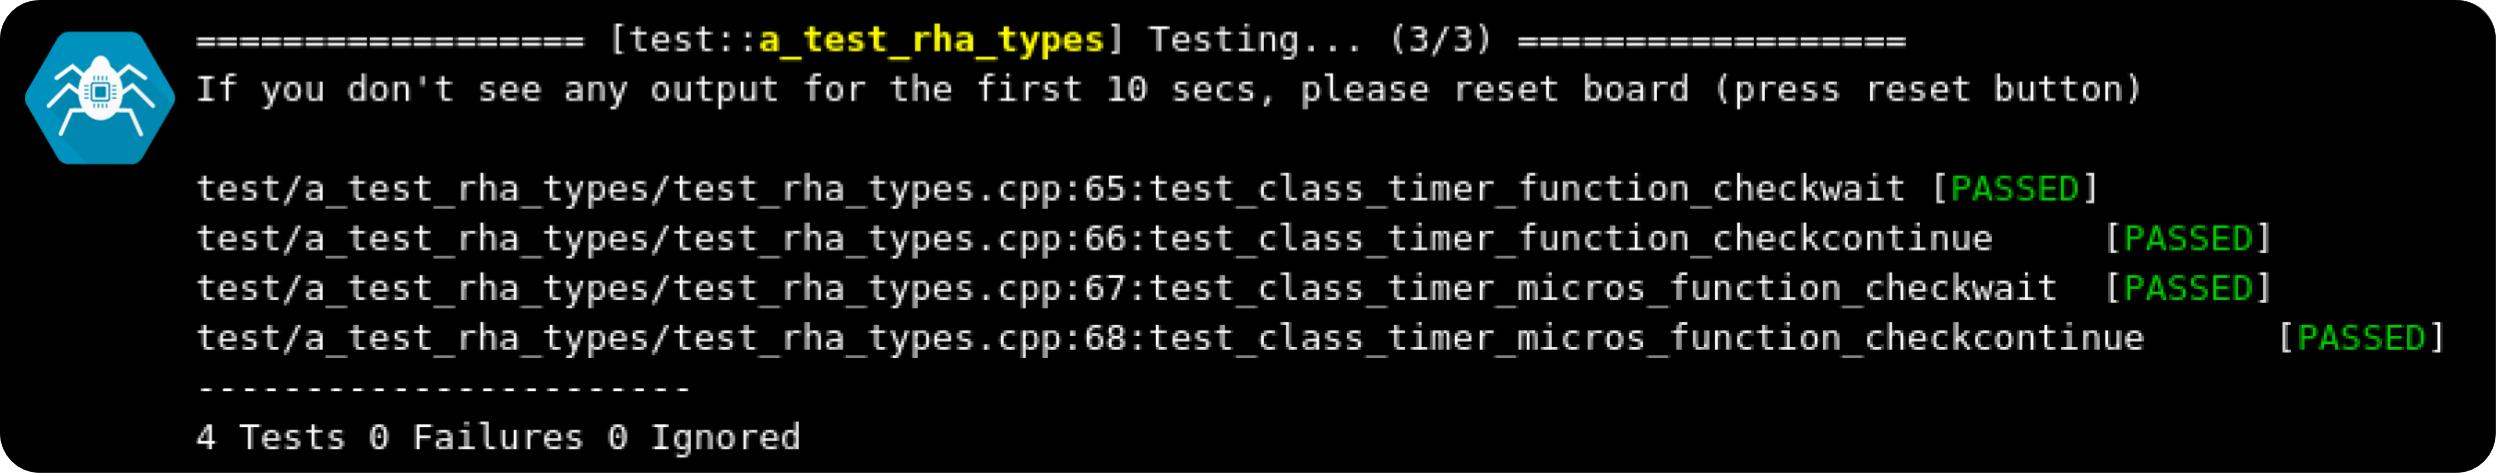 ================== [test::a_test_rha_types] Testing... (3/3) ==================
If you don't see any output for the first 10 secs, please reset board (press reset button)
test/a_test_rha_types/test_rha_types.cpp:65:test_class_timer_function_checkwait [PASSED]
test/a_test_rha_types/test_rha_types.cpp:66:test_class_timer_function_checkcontinue [PASSED]
test/a_test_rha_types/test_rha_types.cpp:67:test_class_timer_micros_function_checkwait [PASSED]
test/a_test_rha_types/test_rha_types.cpp:68:test_class_timer_micros_function_checkcontinue [PASSED]
-----------------------
4 Tests 0 Failures 0 Ignored